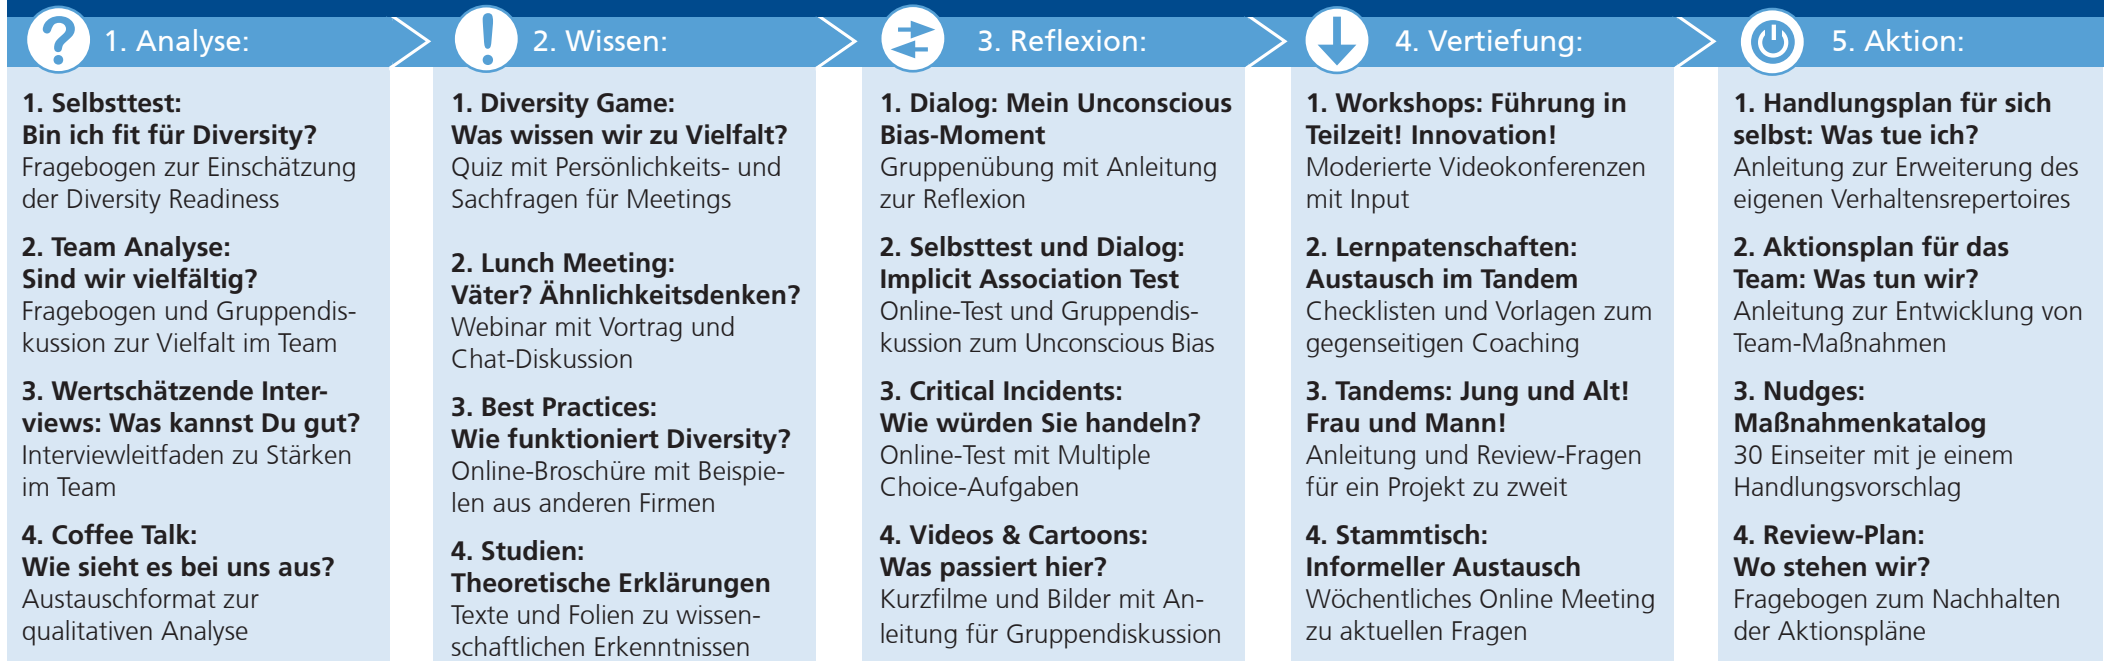 1. Analyse:
1. Selbsttest:
Bin ich fit für Diversity?
Fragebogen zur Einschätzung
der Diversity Readiness
2. Team Analyse:
Sind wir vielfältig?
Fragebogen und Gruppendis-
kussion zur Vielfalt im Team
3. Wertschätzende Inter-
views: Was kannst Du gut?
Interviewleitfaden zu Stärken
im Team
4. Coffee Talk:
Wie sieht es bei uns aus?
Austauschformat zur
qualitativen Analyse
2. Wissen:
1. Diversity Game:
Was wissen wir zu Vielfalt?
Quiz mit Persönlichkeits- und
Sachfragen für Meetings
2. Lunch Meeting:
Väter? Ähnlichkeitsdenken?
Webinar mit Vortrag und
Chat-Diskussion
3. Best Practices:
Wie funktioniert Diversity?
Online-Broschüre mit Beispie-
len aus anderen Firmen
4. Studien:
Theoretische Erklärungen
Texte und Folien zu wissen-
schaftlichen Erkenntnissen
3. Reflexion:
1. Dialog: Mein Unconscious
Bias-Moment
Gruppenübung mit Anleitung
zur Reflexion
2. Selbsttest und Dialog:
Implicit Association Test
Online-Test und Gruppendis-
kussion zum Unconscious Bias
3. Critical Incidents:
Wie würden Sie handeln?
Online-Test mit Multiple
Choice-Aufgaben
4. Videos & Cartoons:
Was passiert hier?
Kurzfilme und Bilder mit An-
leitung für Gruppendiskussion
4. Vertiefung:
1. Workshops: Führung in
Teilzeit! Innovation!
Moderierte Videokonferenzen
mit Input
2. Lernpatenschaften:
Austausch im Tandem
Checklisten und Vorlagen zum
gegenseitigen Coaching
3. Tandems: Jung und Alt!
Frau und Mann!
Anleitung und Review-Fragen
für ein Projekt zu zweit
4. Stammtisch:
Informeller Austausch
Wöchentliches Online Meeting
zu aktuellen Fragen
5. Aktion:
1. Handlungsplan für sich
selbst: Was tue ich?
Anleitung zur Erweiterung des
eigenen Verhaltensrepertoires
2. Aktionsplan für das
Team: Was tun wir?
Anleitung zur Entwicklung von
Team-Maßnahmen
3. Nudges:
Maßnahmenkatalog
30 Einseiter mit je einem
Handlungsvorschlag
4. Review-Plan:
Wo stehen wir?
Fragebogen zum Nachhalten
der Aktionspläne